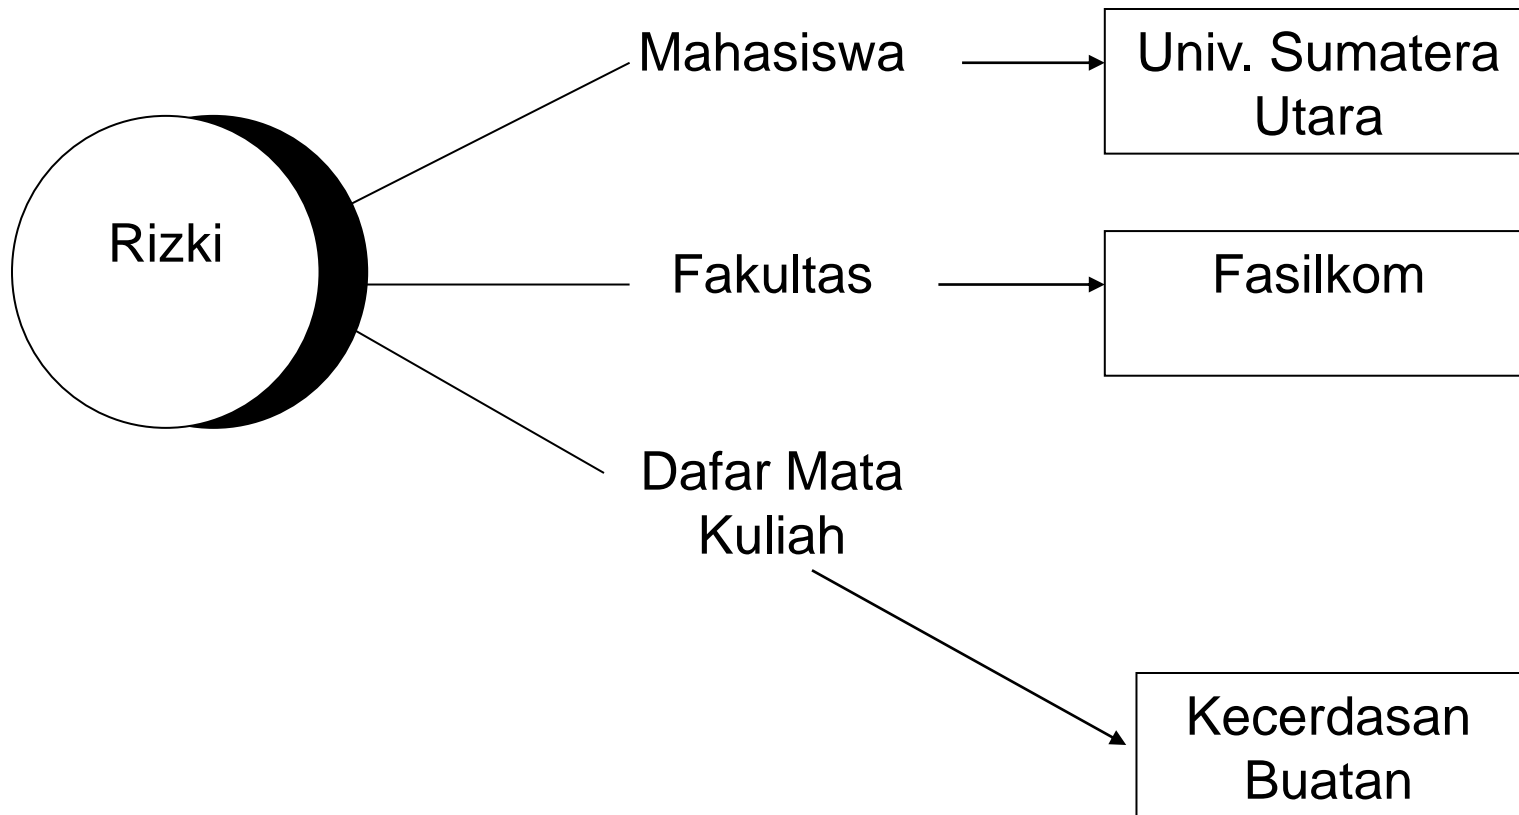 Mahasiswa
Univ. Sumatera
Utara
Rizki
Fakultas
Fasilkom
Dafar Mata
Kuliah
Kecerdasan
Buatan